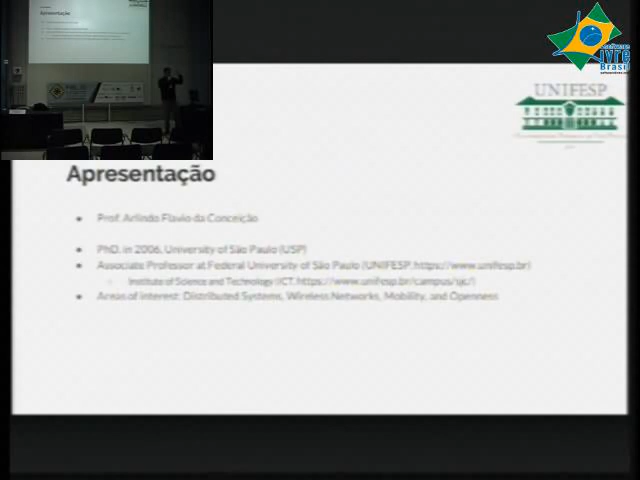 Software
livre
Brasil
UNIFESP
Apresentação
Prof. Arlindo Flavio da Conceição
PhD. in 2006, University of São Paulo (USP)
Associate Professor at Federal University of São Paulo (UNIFESP, https://www.unifesp.br)
Institute of Science and Technology (ICT, https://www.unifesp.br/campus/sjc/)
Areas of interest: Distributed Systems, Wireless Networks, Mobility, and Openness